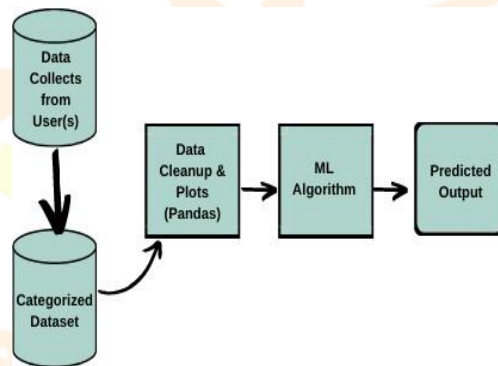 Data
Collects
from
User(s)
Categorized
Dataset
Data
Cleanup &
Plots
(Pandas)
ML
Algorithm
Predicted
Output